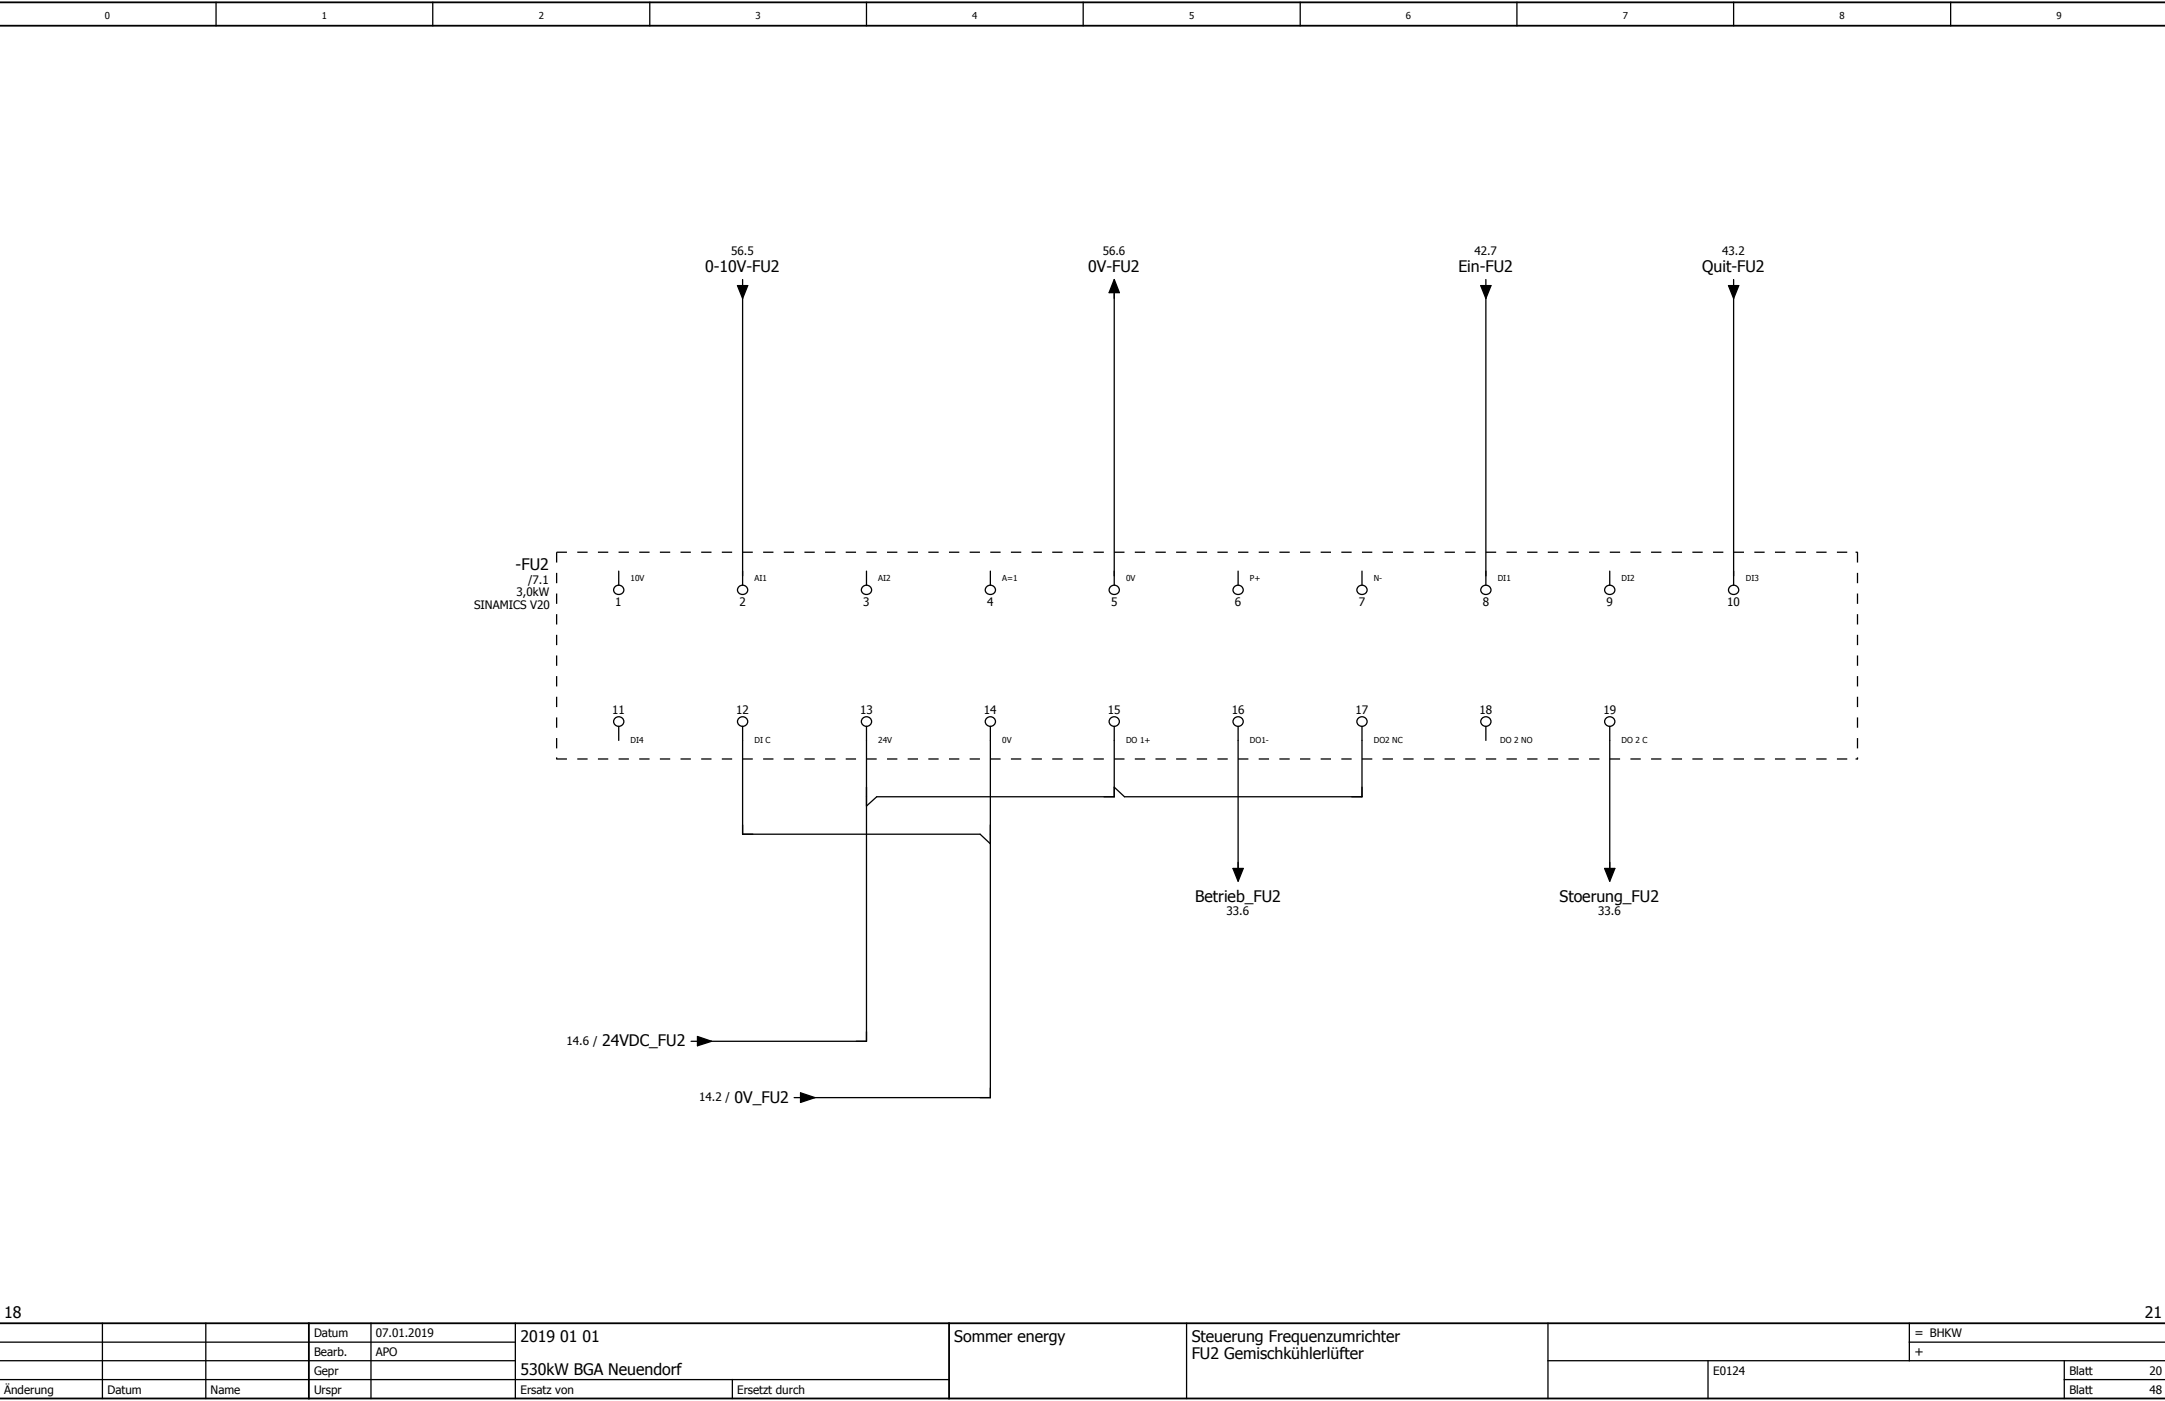 0 1 2 3 4 5 6 7 8 9
56.5 56.6 42.7 43.2
0-10V-FU2 0V-FU2 Ein-FU2 Quit-FU2
-FU2
/7.1
3,0kW
SINAMICS V20
10V AI1 AI2 A=1 0V P+ N- DI1 DI2 DI3
1 2 3 4 5 6 7 8 9 10
11 12 13 14 15 16 17 18 19
DI4 DI C 24V 0V DO 1+ DO1- DO2 NC DO 2 NO DO 2 C
Betrieb_FU2 Stoerung_FU2
33.6 33.6
14.6 / 24VDC_FU2
14.2 / 0V_FU2
18 21
Datum 07.01.2019 2019 01 01 Sommer energy Steuerung Frequenzumrichter = BHKW
Bearb. APO FU2 Gemischkühlerlüfter +
Gepr 530kW BGA Neuendorf E0124 Blatt 20
Änderung Datum Name Urspr Ersatz von Ersetzt durch Blatt 48